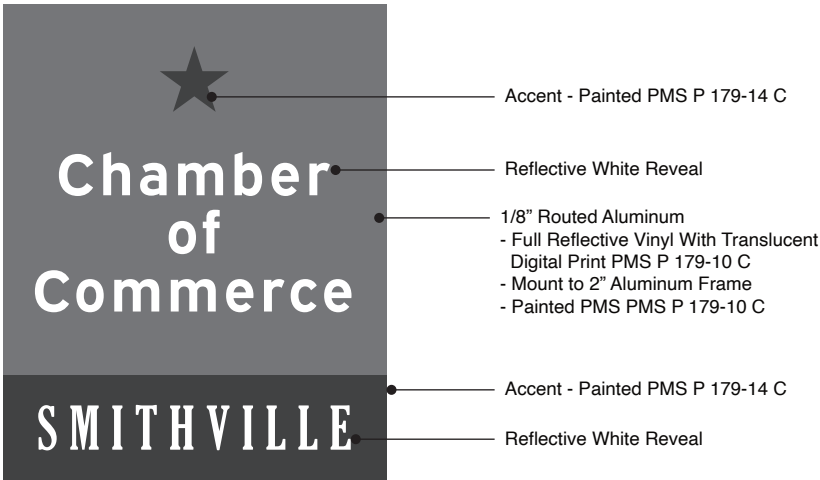 Chamber
of
Commerce
SMITHVILLE
Accent - Painted PMS P 179-14 C
Reflective White Reveal
1/8” Routed Aluminum
- Full Reflective Vinyl With Translucent
Digital Print PMS P 179-10 C
- Mount to 2” Aluminum Frame
- Painted PMS PMS P 179-10 C
Accent - Painted PMS P 179-14 C
Reflective White Reveal